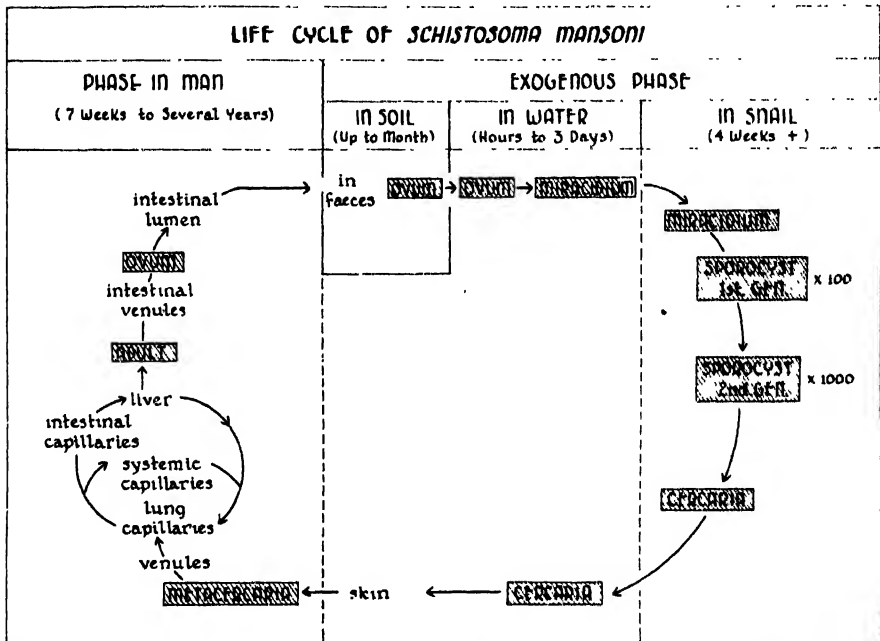 LIFE CYCLE OF SCHISTOSOMA MANSONI
PHASE IN MAN
(7 Weeks to Several Years)
EXOGENOUS PHASE
IN SOIL
(Up to Month)
IN WATER
(Hours to 3 Days)
IN SNAIL
(4 Weeks +)
intestinal
lumen
in
faeces
OVUM
OVUM
MIRACIDIUM
MIRACIDIUM
OVUM
SPOROCYST
1st. GEN.
x 100
intestinal
venules
ADULT
SPOROCYST
2nd. GEN.
x 1000
liver
intestinal
capillaries
systemic
capillaries
lung
capillaries
CERCARIA
venules
METACERCARIA
skin
CERCARIA